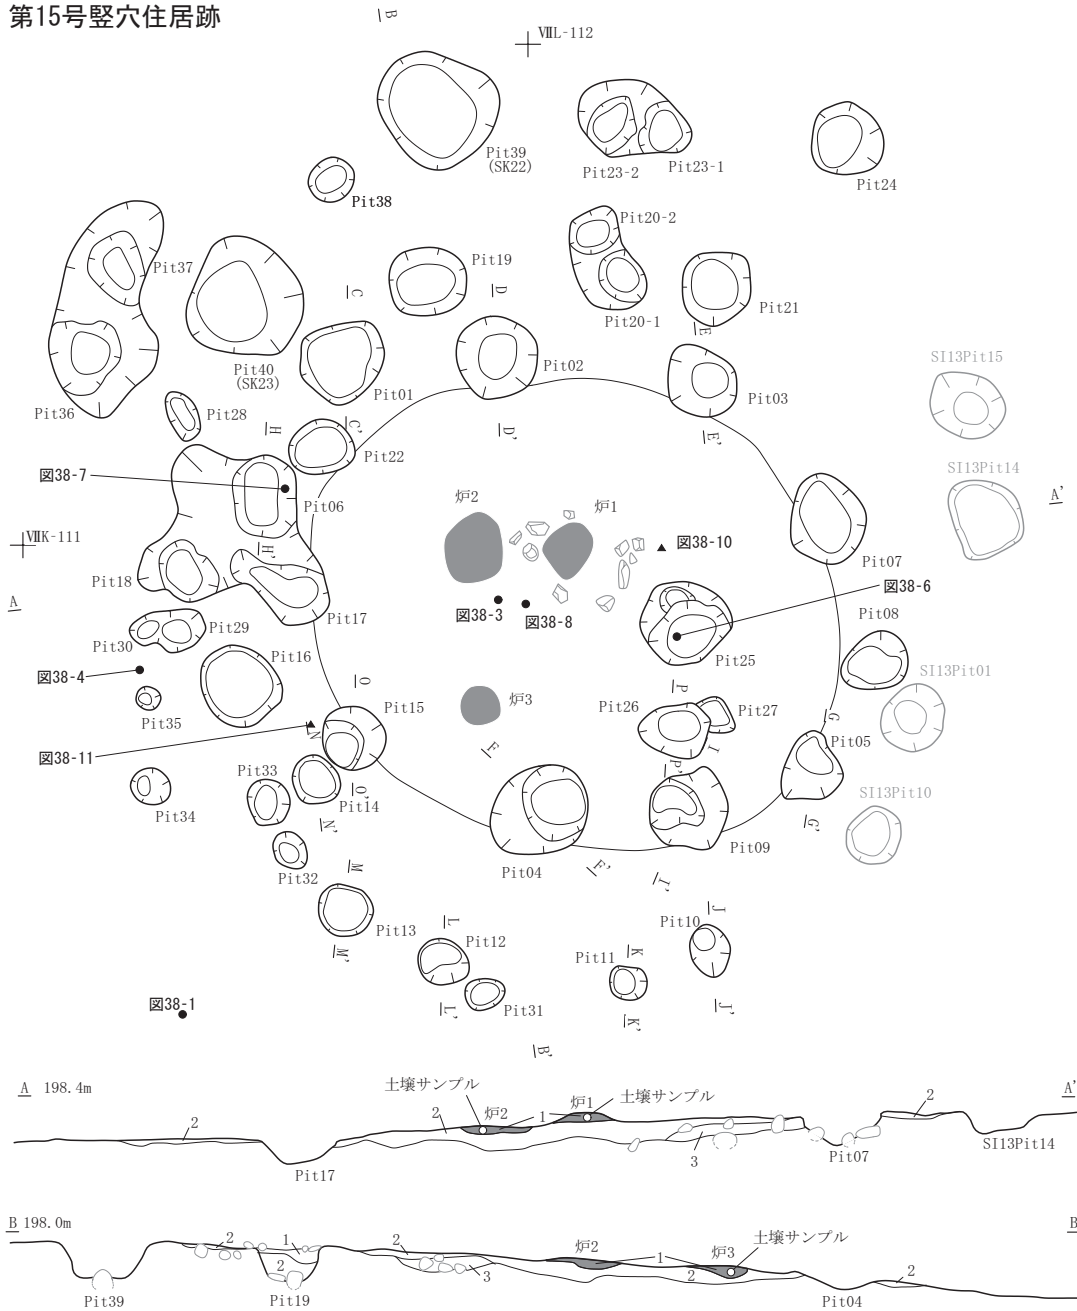 第15号竪穴住居跡
B
ⅦL-112
Pit39
(SK22)
Pit23-2
Pit23-1
Pit24
Pit38
Pit20-2
Pit37
Pit19
C
D
Pit20-1
Pit21
E
Pit40
(SK23)
Pit01
Pit02
Pit03
SI13Pit15
Pit36
Pit28
H
C'
D'
E'
Pit22
SI13Pit14
A'
図38-7
Pit06
炉2
炉1
ⅦK-111
H'
図38-10
Pit07
Pit18
図38-6
A
Pit17
図38-3
図38-8
Pit08
Pit29
Pit30
Pit16
Pit25
SI13Pit01
図38-4
O
P
Pit35
Pit15
炉3
Pit26
Pit27
G
N
F
I
Pit05
図38-11
Pit33
O'
P'
Pit34
Pit14
SI13Pit10
N'
G'
Pit32
M
Pit04
F'
I'
Pit09
Pit13
L
Pit10
J
M'
Pit12
Pit11
K
図38-1
L'
Pit31
K'
J'
B'
A 198.4m
土壌サンプル
炉2
1
炉1
土壌サンプル
2
A'
2
2
3
Pit17
Pit07
SI13Pit14
B 198.0m
2
1
2
炉2
1
炉3
土壌サンプル
B
2
3
2
2
Pit39
Pit19
Pit04